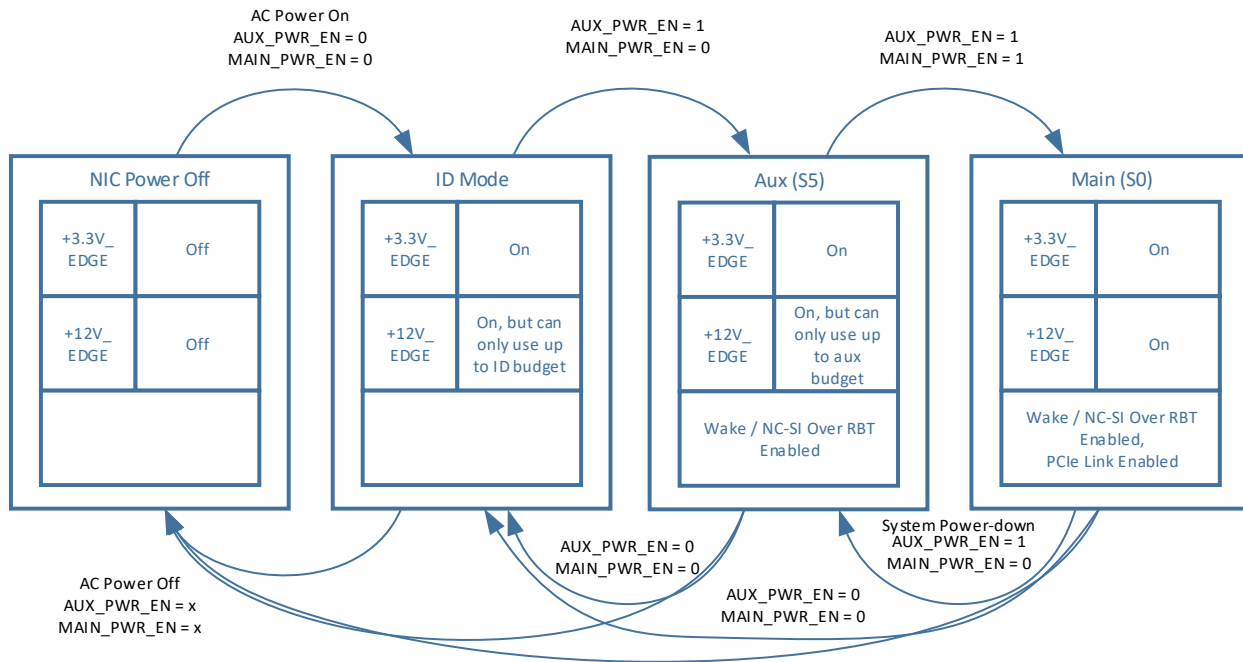 AC Power On
AUX_PWR_EN = 0
MAIN_PWR_EN = 0
AUX_PWR_EN = 1
MAIN_PWR_EN = 0
AUX_PWR_EN = 1
MAIN_PWR_EN = 1
NIC Power Off
+3.3V_
EDGE
Off
+12V_
EDGE
Off
ID Mode
+3.3V_
EDGE
On
+12V_
EDGE
On, but can
only use up
to ID budget
Aux (S5)
+3.3V_
EDGE
On
+12V_
EDGE
On, but can
only use up
to aux
budget
Wake / NC-SI Over RBT
Enabled
Main (S0)
+3.3V_
EDGE
On
+12V_
EDGE
On
Wake / NC-SI Over RBT
Enabled,
PCIe Link Enabled
AC Power Off
AUX_PWR_EN = x
MAIN_PWR_EN = x
AUX_PWR_EN = 0
MAIN_PWR_EN = 0
AUX_PWR_EN = 0
MAIN_PWR_EN = 0
System Power-down
AUX_PWR_EN = 1
MAIN_PWR_EN = 0